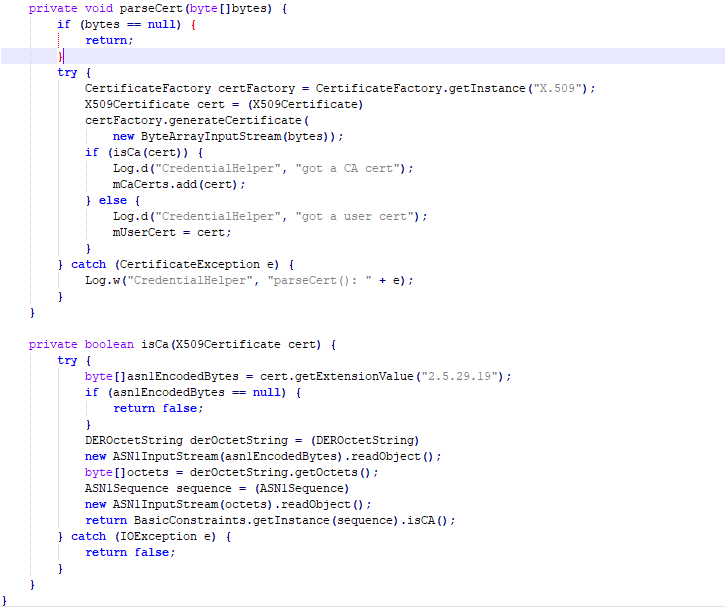 private void parseCert(byte[]bytes) {
if (bytes == null) {
return;
}
try {
CertificateFactory certFactory = CertificateFactory.getInstance("X.509");
X509Certificate cert = (X509Certificate)
certFactory.generateCertificate(
new ByteArrayInputStream(bytes));
if (isCa(cert)) {
Log.d("CredentialHelper", "got a CA cert");
mCaCerts.add(cert);
} else {
Log.d("CredentialHelper", "got a user cert");
mUserCert = cert;
}
} catch (CertificateException e) {
Log.w("CredentialHelper", "parseCert(): " + e);
}
}
private boolean isCa(X509Certificate cert) {
try {
byte[]asn1EncodedBytes = cert.getExtensionValue("2.5.29.19");
if (asn1EncodedBytes == null) {
return false;
}
DEROctetString derOctetString = (DEROctetString)
new ASN1InputStream(asn1EncodedBytes).readObject();
byte[]octets = derOctetString.getOctets();
ASN1Sequence sequence = (ASN1Sequence)
new ASN1InputStream(octets).readObject();
return BasicConstraints.getInstance(sequence).isCA();
} catch (IOException e) {
return false;
}
}
}